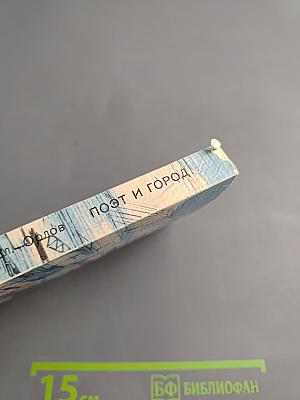 Вл. Орлов ПОЭТ И ГОРОД
15 см
БФ БИБЛИОФАН